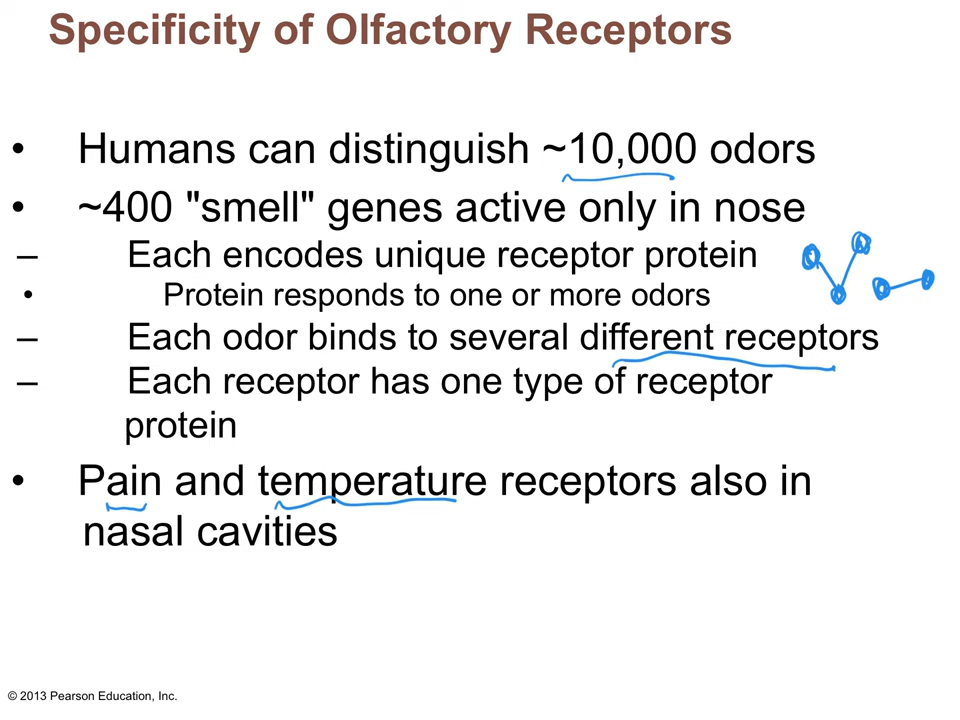 Specificity of Olfactory Receptors
• Humans can distinguish ~10,000 odors
• ~400 "smell" genes active only in nose
– Each encodes unique receptor protein
• Protein responds to one or more odors
– Each odor binds to several different receptors
– Each receptor has one type of receptor
protein
• Pain and temperature receptors also in
nasal cavities
© 2013 Pearson Education, Inc.